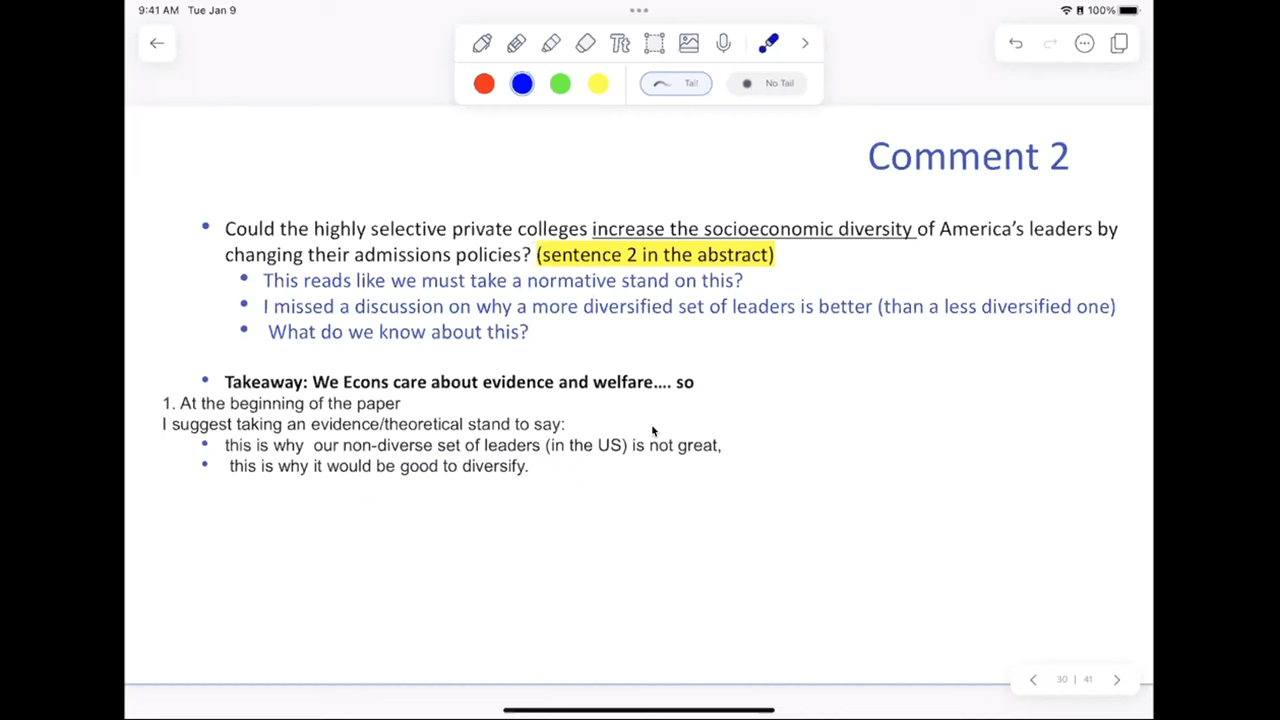 9:41 AM Tue Jan 9
100%
Tt
Tail
No Tail
Comment 2
• Could the highly selective private colleges increase the socioeconomic diversity of America's leaders by
changing their admissions policies? (sentence 2 in the abstract)
• This reads like we must take a normative stand on this?
• I missed a discussion on why a more diversified set of leaders is better (than a less diversified one)
• What do we know about this?
• Takeaway: We Econs care about evidence and welfare.... so
1. At the beginning of the paper
I suggest taking an evidence/theoretical stand to say:
• this is why our non-diverse set of leaders (in the US) is not great,
• this is why it would be good to diversify.
30 | 41